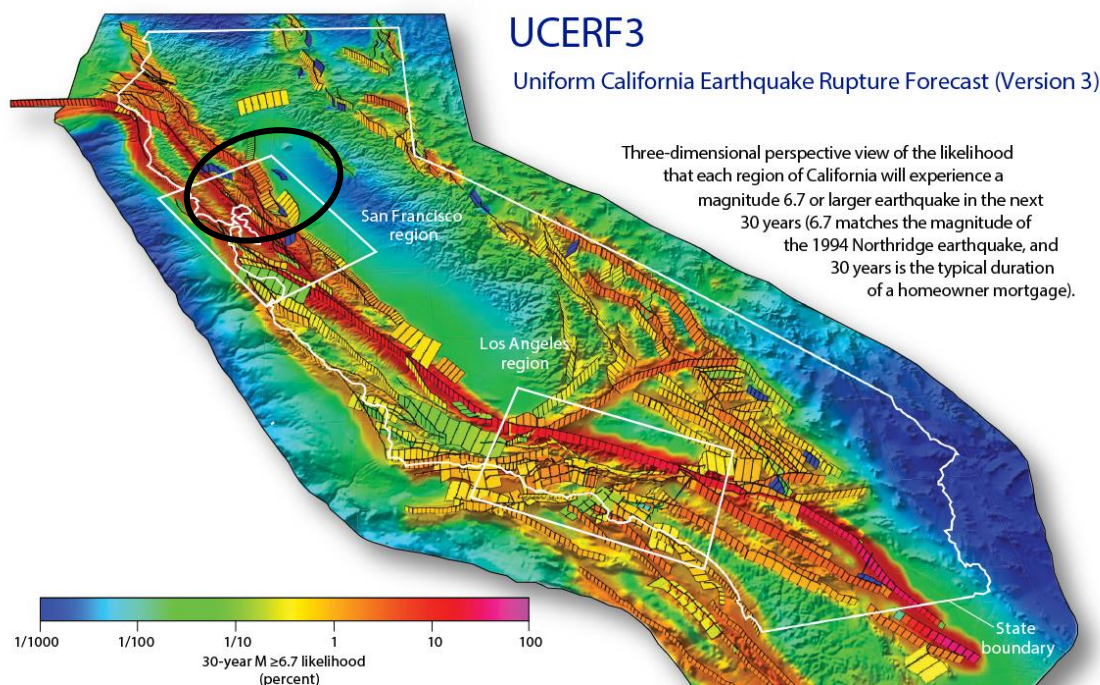 UCERF3
Uniform California Earthquake Rupture Forecast (Version 3)
Three-dimensional perspective view of the likelihood
that each region of California will experience a
magnitude 6.7 or larger earthquake in the next
30 years (6.7 matches the magnitude of
the 1994 Northridge earthquake, and
30 years is the typical duration
of a homeowner mortgage).
San Francisco
region
Los Angeles
region
State
boundary
1/1000 1/100 1/10 1 10 100
30-year M ≥6.7 likelihood
(percent)